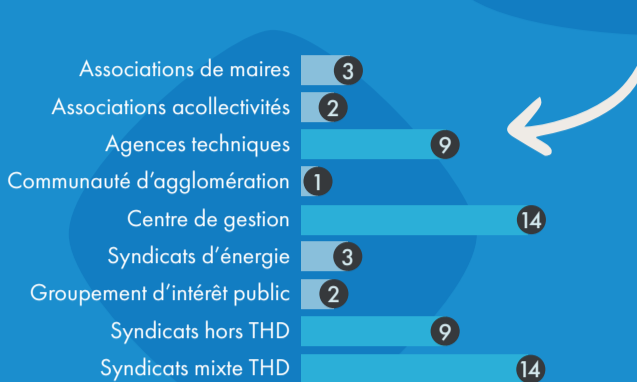 Associations de maires 3
Associations acollectivités 2
Agences techniques 9
Communauté d'agglomération 1
Centre de gestion 14
Syndicats d'énergie 3
Groupement d'intérêt public 2
Syndicats hors THD 9
Syndicats mixte THD 14